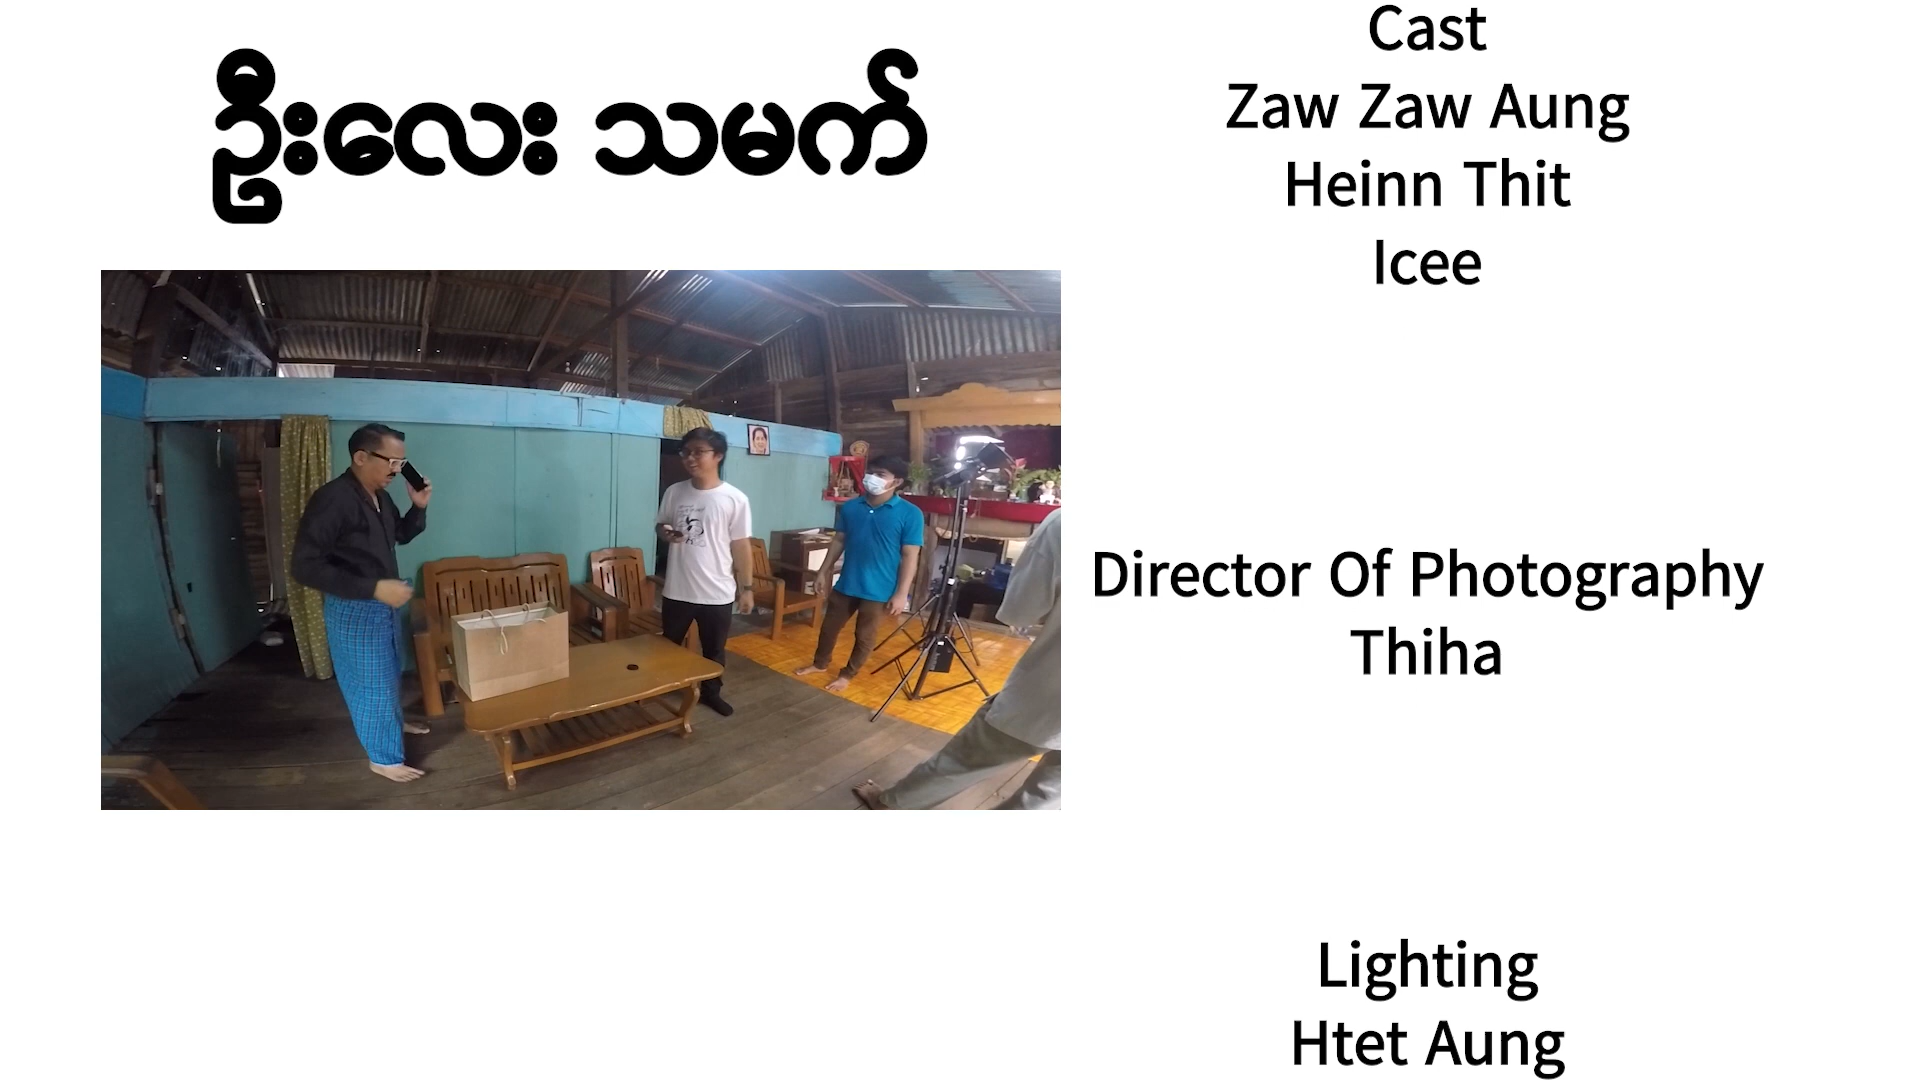 ဦးလေး သမက်
Cast
Zaw Zaw Aung
Heinn Thit
Icee
Director Of Photography
Thiha
Lighting
Htet Aung